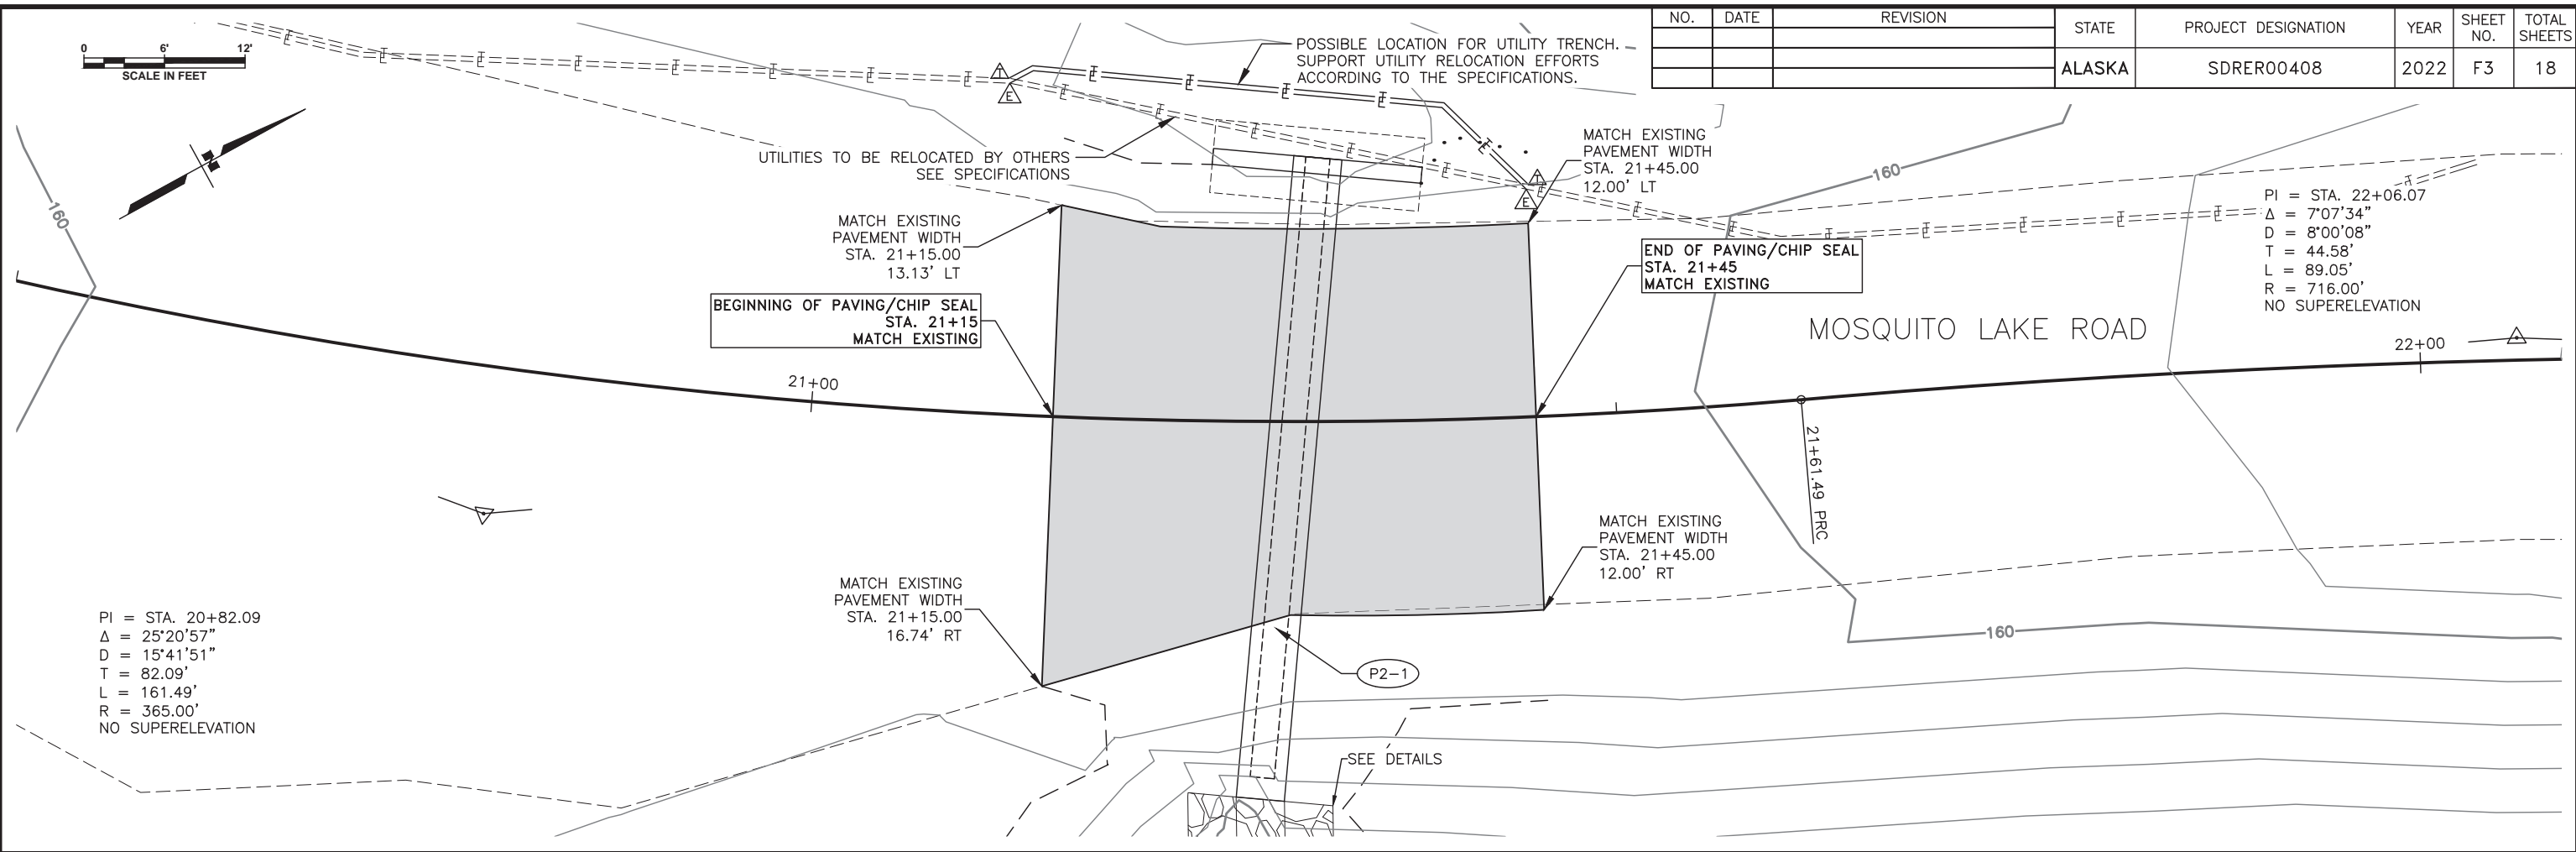 NO. DATE REVISION
STATE PROJECT DESIGNATION YEAR SHEET NO. TOTAL SHEETS
ALASKA SDRER00408 2022 F3 18
0 6' 12'
SCALE IN FEET
POSSIBLE LOCATION FOR UTILITY TRENCH.
SUPPORT UTILITY RELOCATION EFFORTS
ACCORDING TO THE SPECIFICATIONS.
T
E
UTILITIES TO BE RELOCATED BY OTHERS
SEE SPECIFICATIONS
MATCH EXISTING
PAVEMENT WIDTH
STA. 21+45.00
12.00' LT
T
E
160
160
MATCH EXISTING
PAVEMENT WIDTH
STA. 21+15.00
13.13' LT
PI = STA. 22+06.07
Δ = 7°07'34"
D = 8°00'08"
T = 44.58'
L = 89.05'
R = 716.00'
NO SUPERELEVATION
BEGINNING OF PAVING/CHIP SEAL
STA. 21+15
MATCH EXISTING
END OF PAVING/CHIP SEAL
STA. 21+45
MATCH EXISTING
MOSQUITO LAKE ROAD
21+00
22+00
21+61.49 PRC
MATCH EXISTING
PAVEMENT WIDTH
STA. 21+45.00
12.00' RT
MATCH EXISTING
PAVEMENT WIDTH
STA. 21+15.00
16.74' RT
PI = STA. 20+82.09
Δ = 25°20'57"
D = 15°41'51"
T = 82.09'
L = 161.49'
R = 365.00'
NO SUPERELEVATION
160
P2-1
SEE DETAILS